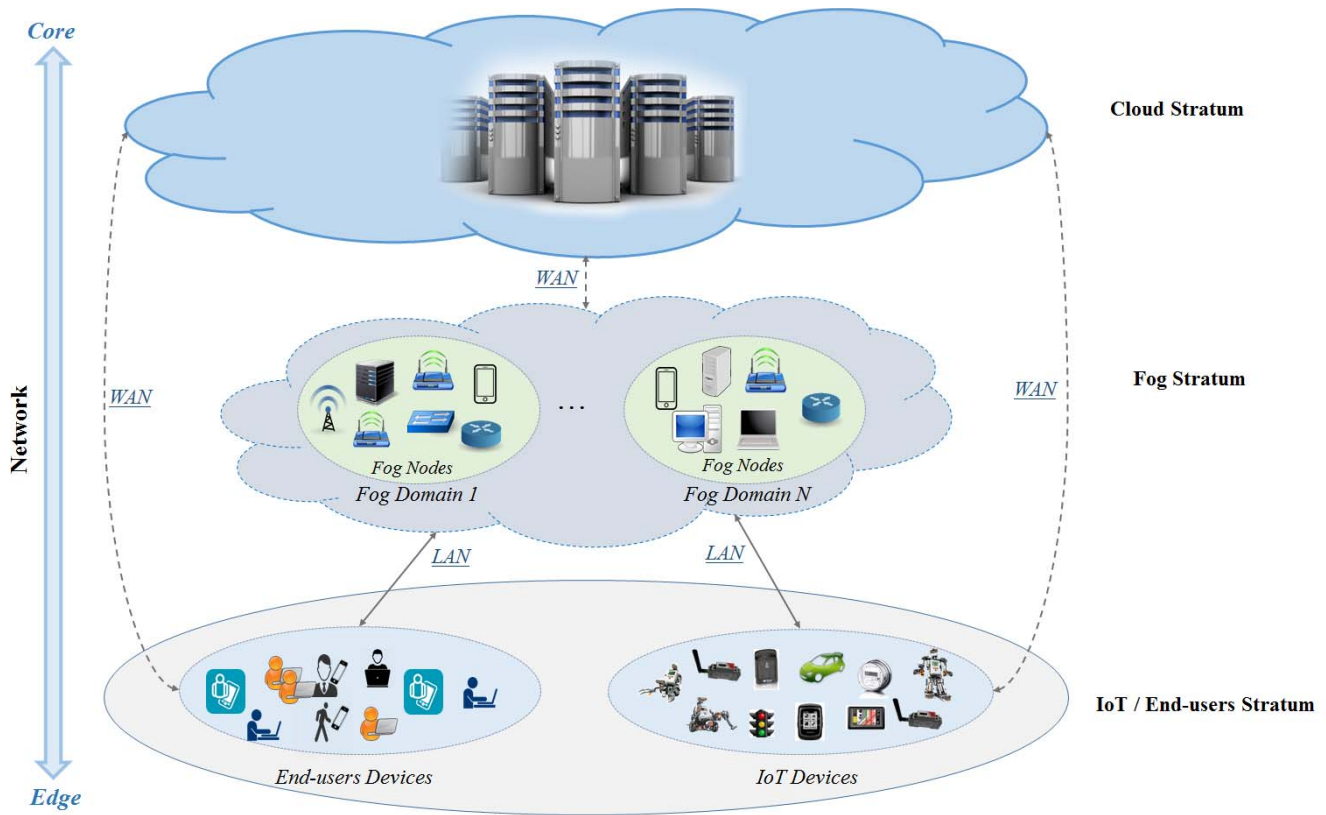 Core
Cloud Stratum
WAN
Fog Stratum
WAN
WAN
Network
...
Fog Nodes
Fog Nodes
Fog Domain 1
Fog Domain N
LAN
LAN
IoT / End-users Stratum
End-users Devices
IoT Devices
Edge